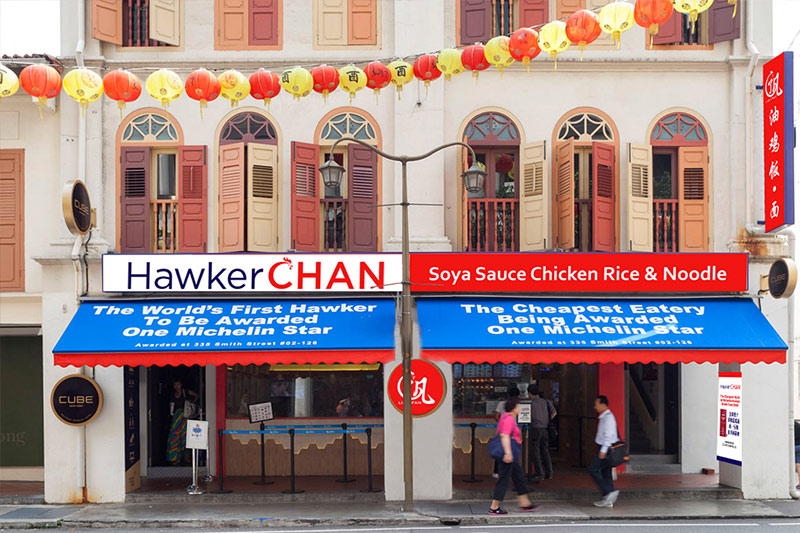 HawkerCHAN
Soya Sauce Chicken Rice & Noodle
The World's First Hawker
To Be Awarded
One Michelin Star
Awarded at 335 Smith Street #02-126
The Cheapest Eatery
Being Awarded
One Michelin Star
Awarded at 335 Smith Street #02-126
油鸡饭·面
CUBE
CUBE
HawkerCHAN